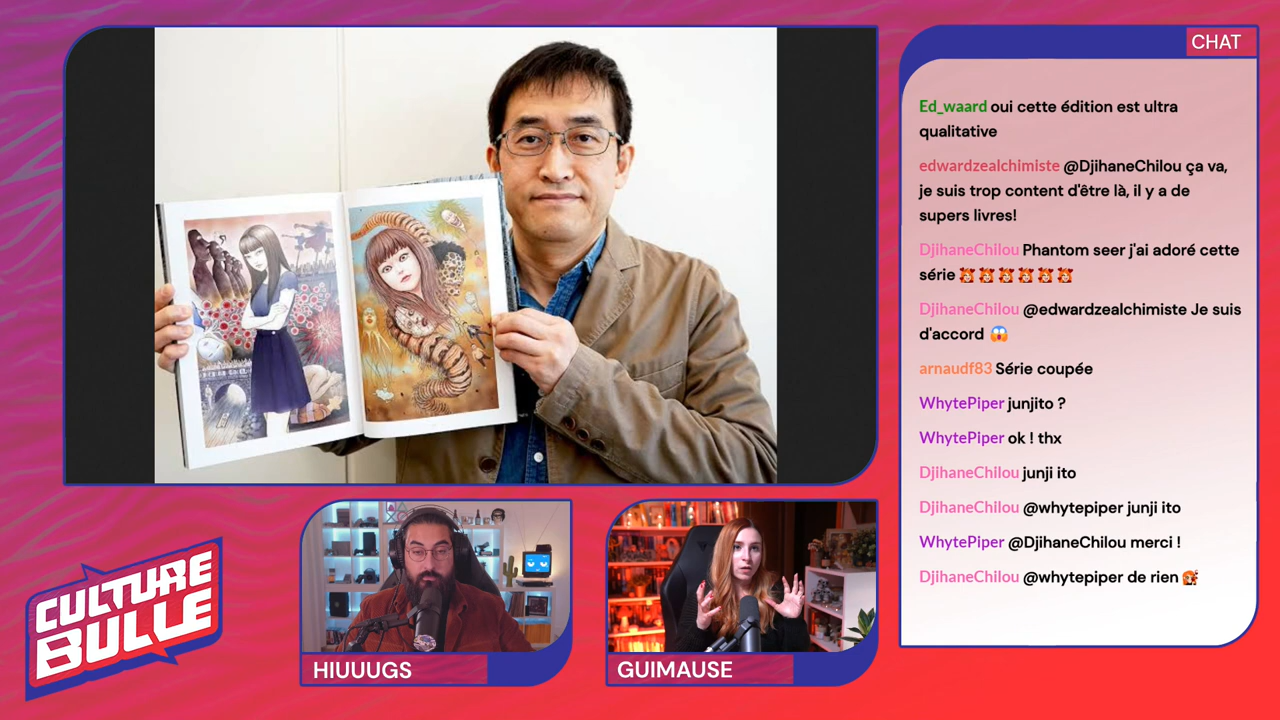 CHAT
Ed_waard oui cette édition est ultra
qualitative
edwardzealchimiste @DjihaneChilou ça va,
je suis trop content d'être là, il y a de
supers livres!
DjihaneChilou Phantom seer j'ai adoré cette
série
DjihaneChilou @edwardzealchimiste Je suis
d'accord
arnaudf83 Série coupée
WhytePiper junjito ?
WhytePiper ok ! thx
DjihaneChilou junji ito
DjihaneChilou @whytepiper junji ito
WhytePiper @DjihaneChilou merci !
DjihaneChilou @whytepiper de rien
CULTURE
BULLE
HIUUUGS
GUIMAUSE